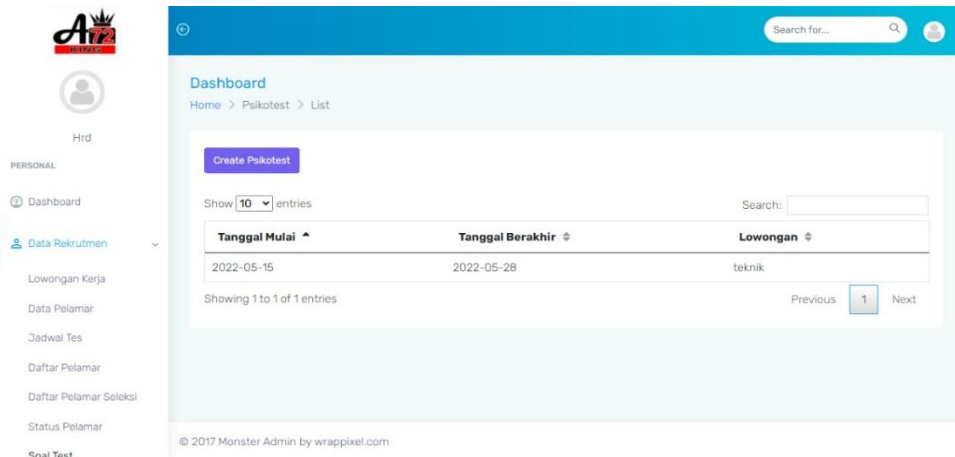 A72
KING
Hrd
PERSONAL
Dashboard
Data Rekrutmen
Lowongan Kerja
Data Pelamar
Jadwal Tes
Daftar Pelamar
Daftar Pelamar Seleksi
Status Pelamar
Soal Test
Search for...
Dashboard
Home > Psikotest > List
Create Psikotest
Show 10 entries
Search:
Tanggal Mulai Tanggal Berakhir Lowongan
2022-05-15 2022-05-28 teknik
Showing 1 to 1 of 1 entries
Previous 1 Next
© 2017 Monster Admin by wrappixel.com